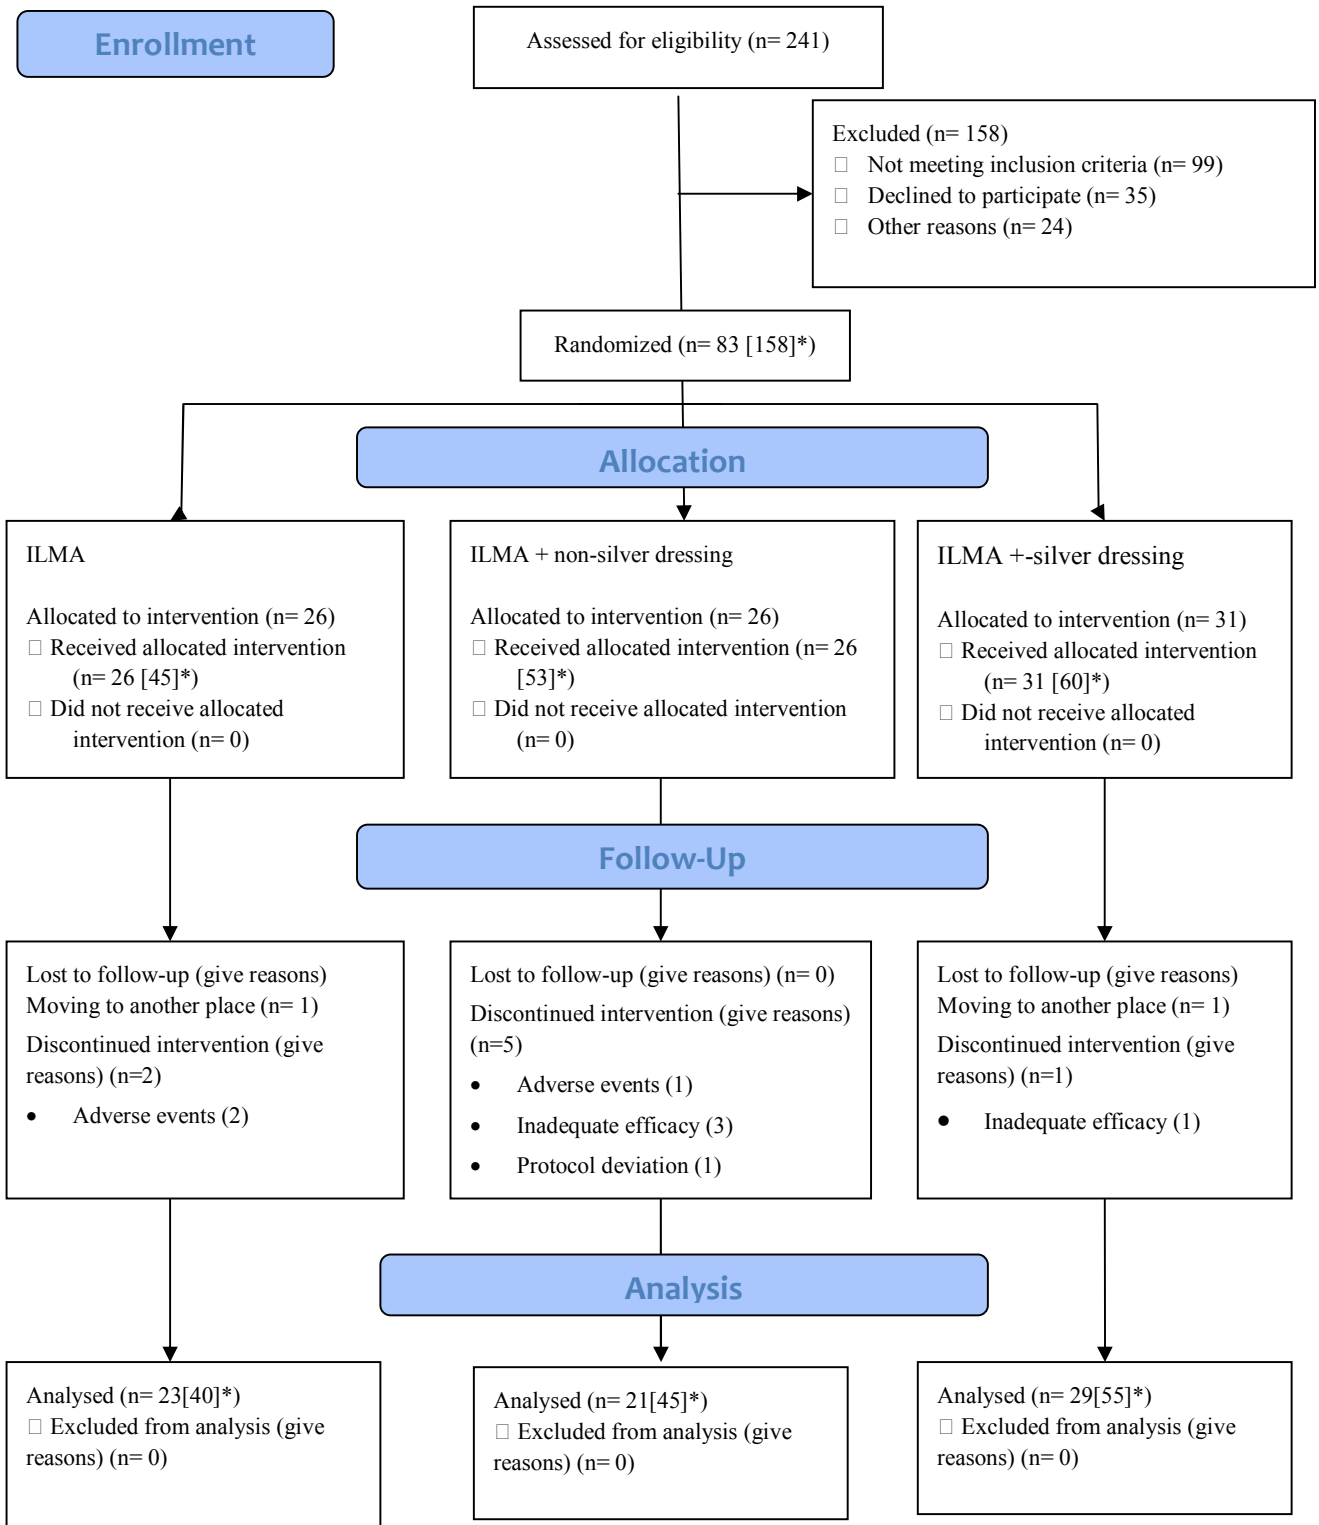 Enrollment
Assessed for eligibility (n= 241)
Excluded (n= 158)
□ Not meeting inclusion criteria (n= 99)
□ Declined to participate (n= 35)
□ Other reasons (n= 24)
Randomized (n= 83 [158]*)
Allocation
ILMA
Allocated to intervention (n= 26)
□ Received allocated intervention
(n= 26 [45]*)
□ Did not receive allocated
intervention (n= 0)
ILMA + non-silver dressing
Allocated to intervention (n= 26)
□ Received allocated intervention (n= 26
[53]*)
□ Did not receive allocated intervention
(n= 0)
ILMA +-silver dressing
Allocated to intervention (n= 31)
□ Received allocated intervention
(n= 31 [60]*)
□ Did not receive allocated
intervention (n= 0)
Follow-Up
Lost to follow-up (give reasons)
Moving to another place (n= 1)
Discontinued intervention (give
reasons) (n=2)
• Adverse events (2)
Lost to follow-up (give reasons) (n= 0)
Discontinued intervention (give reasons)
(n=5)
• Adverse events (1)
• Inadequate efficacy (3)
• Protocol deviation (1)
Lost to follow-up (give reasons)
Moving to another place (n= 1)
Discontinued intervention (give
reasons) (n=1)
• Inadequate efficacy (1)
Analysis
Analysed (n= 23[40]*)
□ Excluded from analysis (give
reasons) (n= 0)
Analysed (n= 21[45]*)
□ Excluded from analysis (give
reasons) (n= 0)
Analysed (n= 29[55]*)
□ Excluded from analysis (give
reasons) (n= 0)